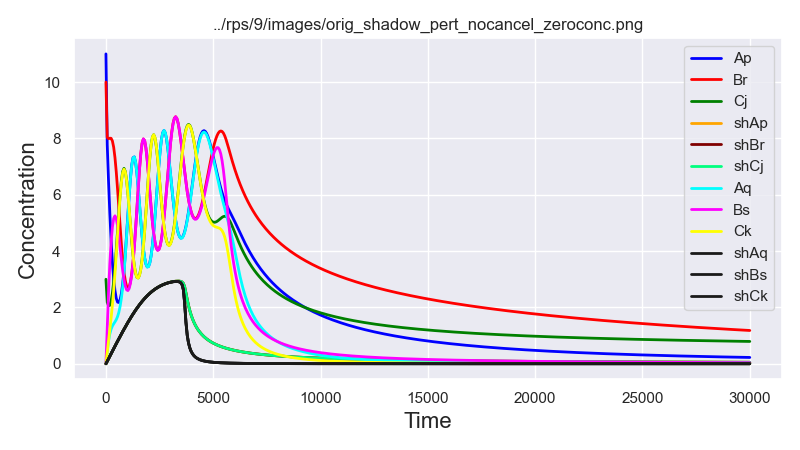 ../rps/9/images/orig_shadow_pert_nocancel_zeroconc.png
Concentration
10
8
6
4
2
0
0
5000
10000
15000
20000
25000
30000
Time
Ap
Br
Cj
shAp
shBr
shCj
Aq
Bs
Ck
shAq
shBs
shCk